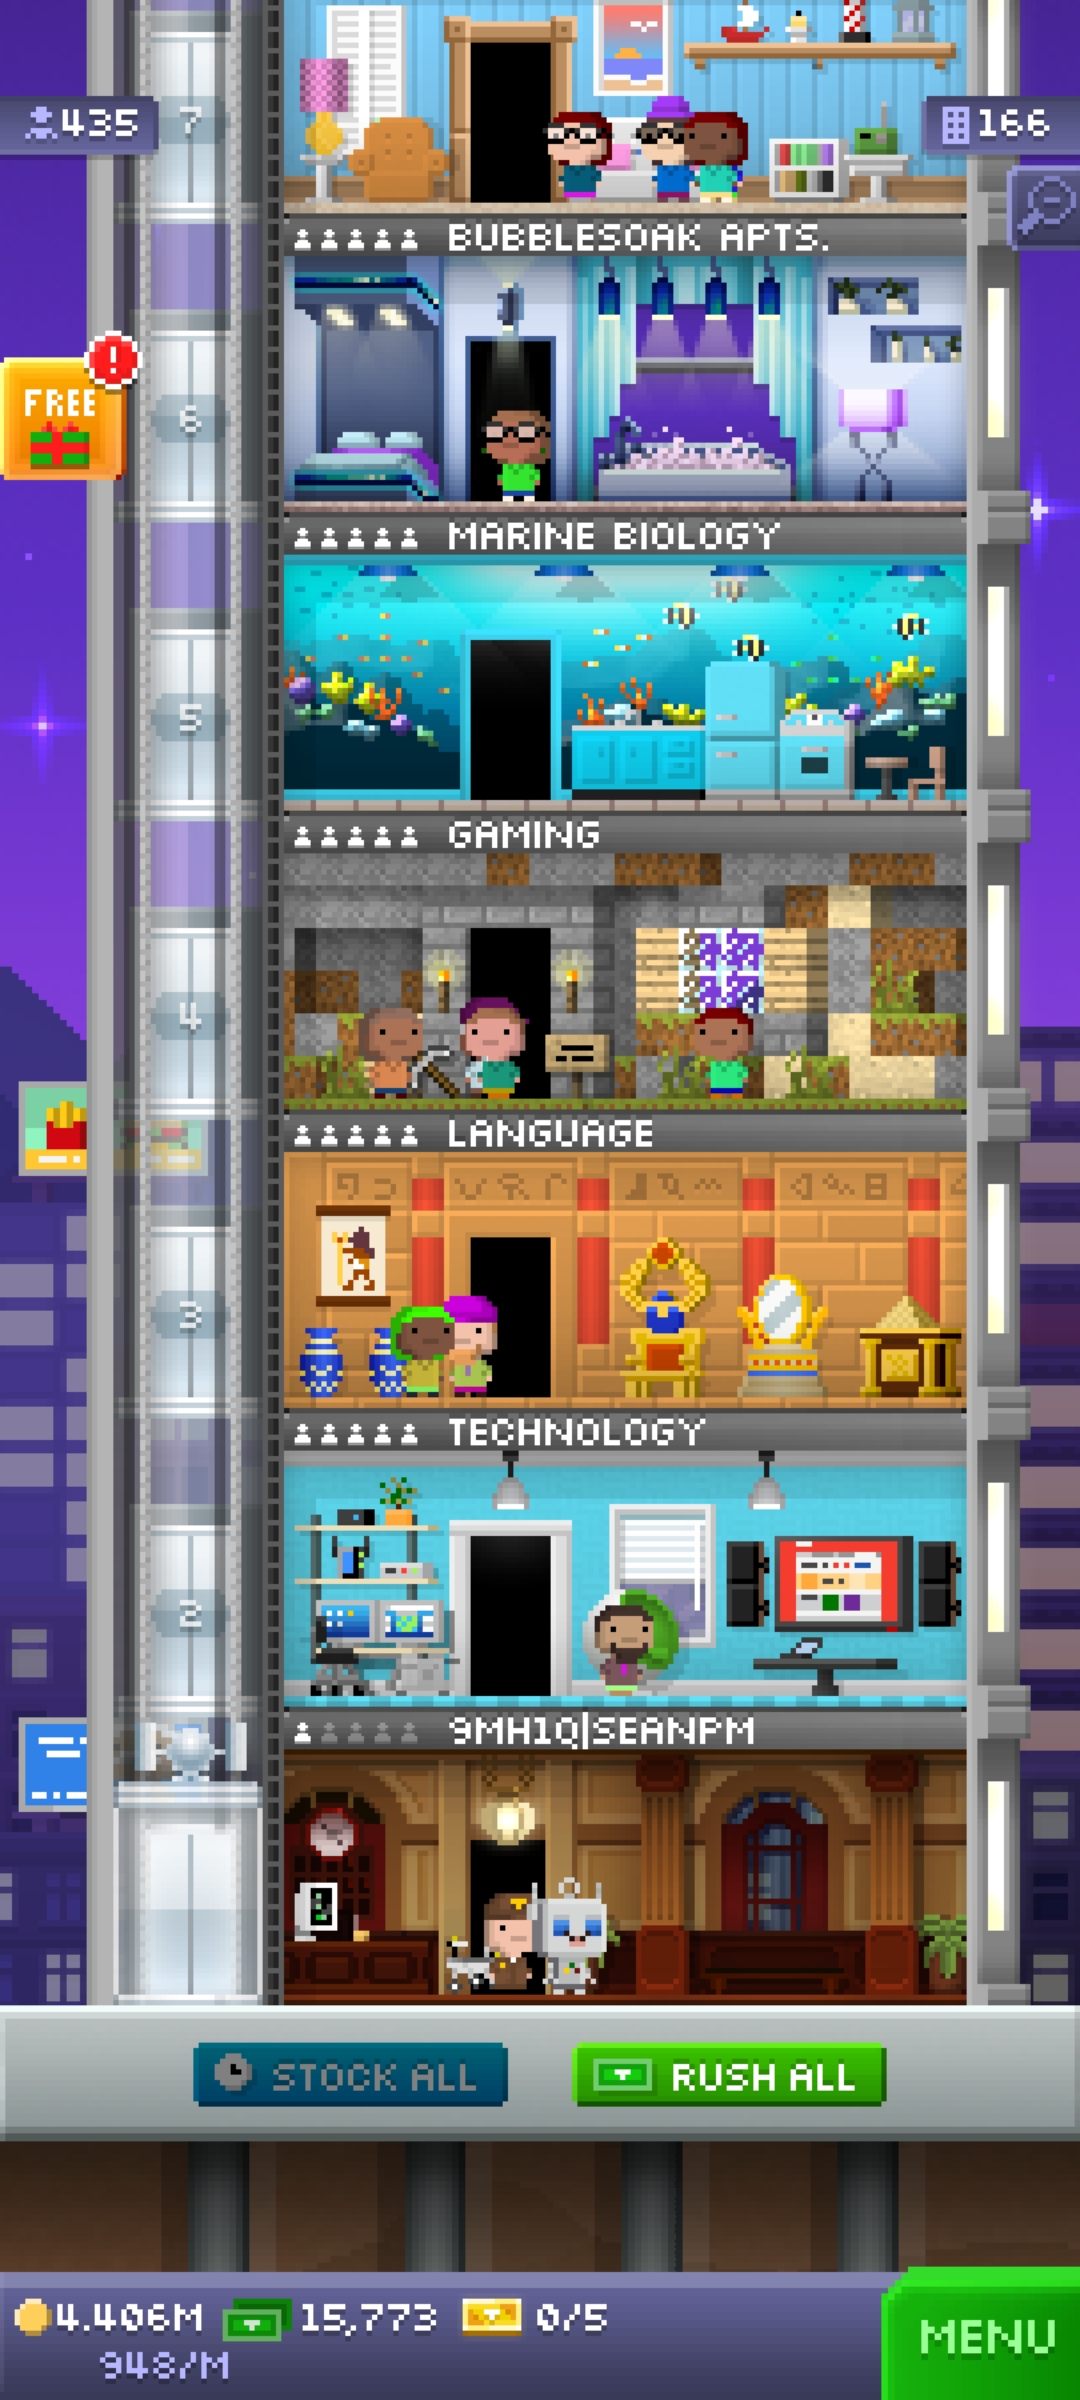 7
435
166
BUBBLESOAK APTS.
FREE
!
6
MARINE BIOLOGY
5
GAMING
4
LANGUAGE
3
TECHNOLOGY
2
9MH1Q|SEANPM
STOCK ALL
RUSH ALL
4.406M
15,773
0/5
948/M
MENU